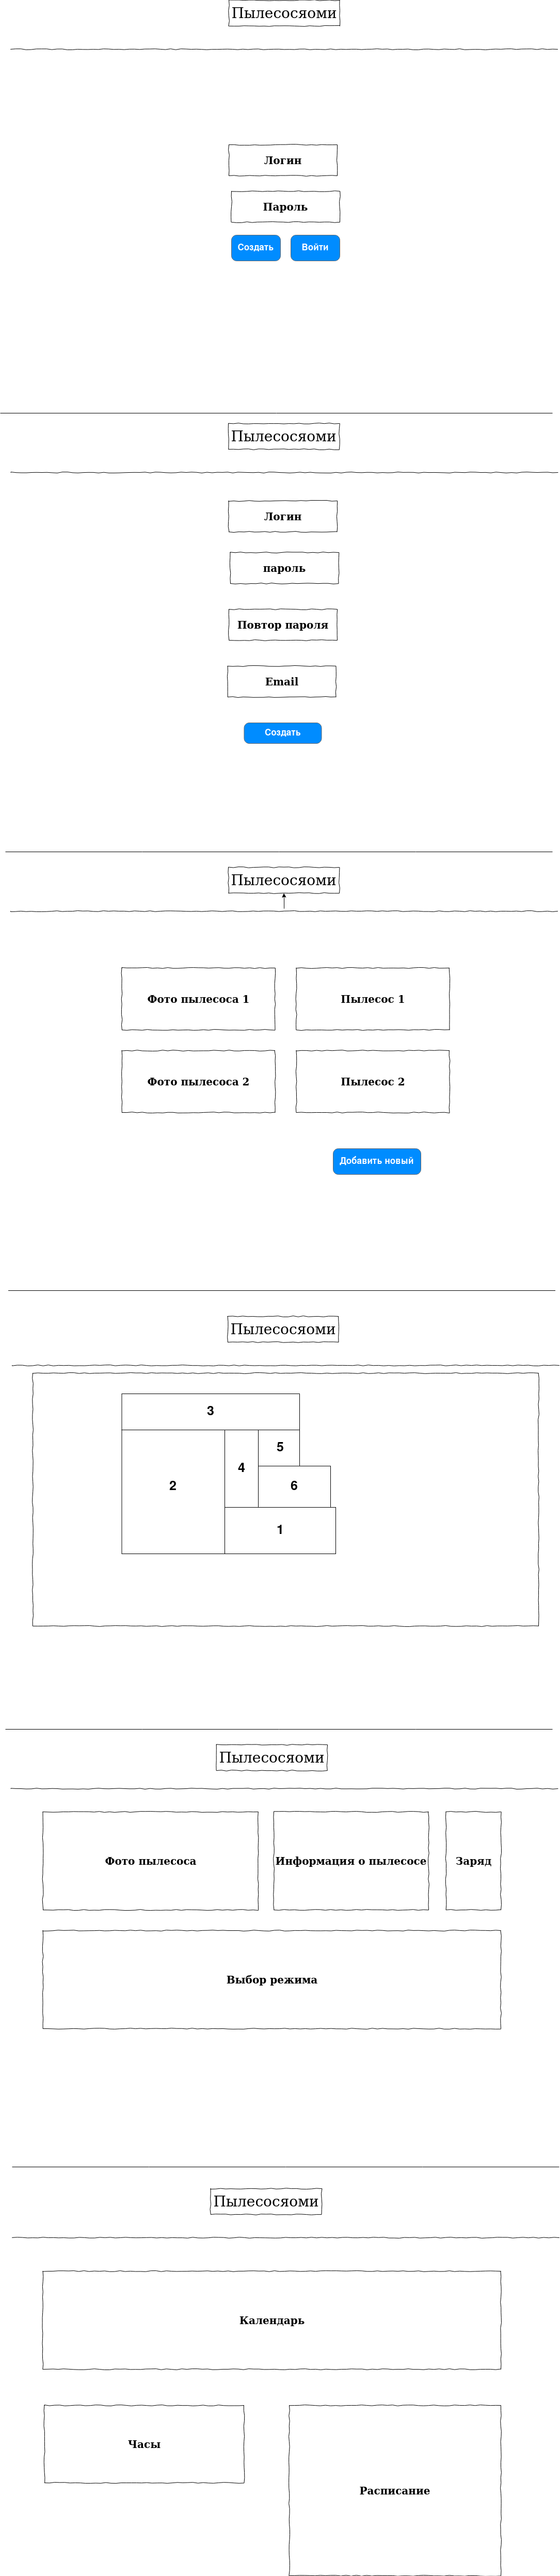 Пылесосяоми
Логин
Пароль
Создать Войти
Пылесосяоми
Логин
пароль
Повтор пароля
Email
Создать
Пылесосяоми
Фото пылесоса 1 Пылесос 1
Фото пылесоса 2 Пылесос 2
Добавить новый
Пылесосяоми
3
5
4
2
6
1
Пылесосяоми
Фото пылесоса Информация о пылесосе Заряд
Выбор режима
Пылесосяоми
Календарь
Часы
Расписание